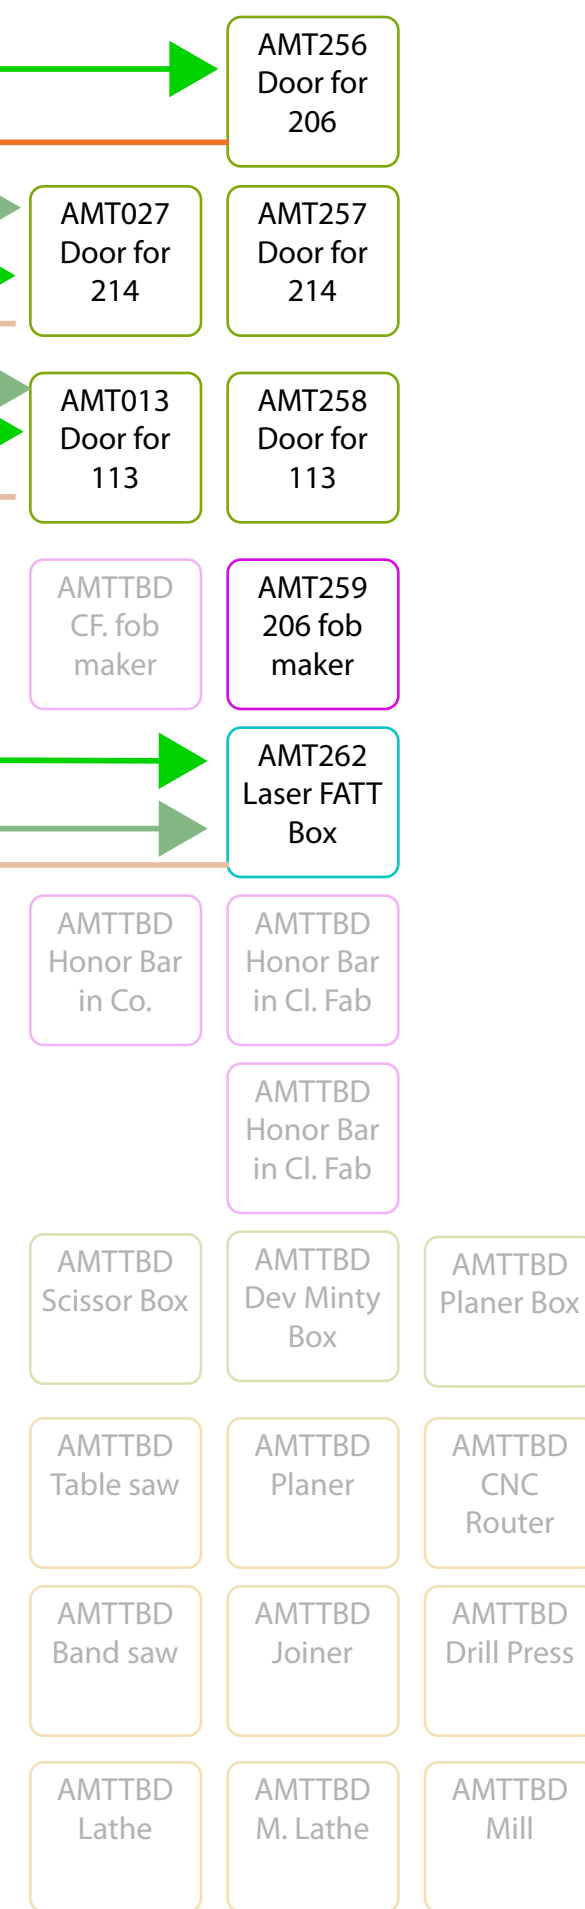 AMT256
Door for
206
AMT027
Door for
214
AMT257
Door for
214
AMT013
Door for
113
AMT258
Door for
113
AMTTBD
CF. fob
maker
AMT259
206 fob
maker
AMT262
Laser FATT
Box
AMTTBD
Honor Bar
in Co.
AMTTBD
Honor Bar
in Cl. Fab
AMTTBD
Honor Bar
in Cl. Fab
AMTTBD
Scissor Box
AMTTBD
Dev Minty
Box
AMTTBD
Planer Box
AMTTBD
Table saw
AMTTBD
Planer
AMTTBD
CNC
Router
AMTTBD
Band saw
AMTTBD
Joiner
AMTTBD
Drill Press
AMTTBD
Lathe
AMTTBD
M. Lathe
AMTTBD
Mill